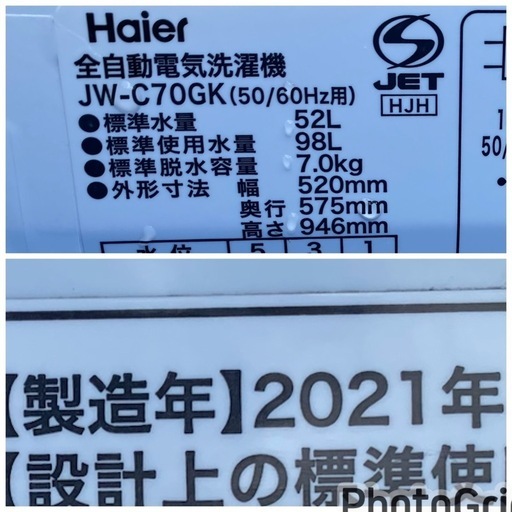 Haier
全自動電気洗濯機
JW-C70GK(50/60Hz用)
●標準水量 52L
●標準使用水量 98L
●標準脱水容量 7.0kg
●外形寸法 幅 520mm
奥行 575mm
高さ 946mm
水位 5 3 1
S
JET
HJH
1
50/
【製造年】2021年
【設計上の標準使
PhotoGri